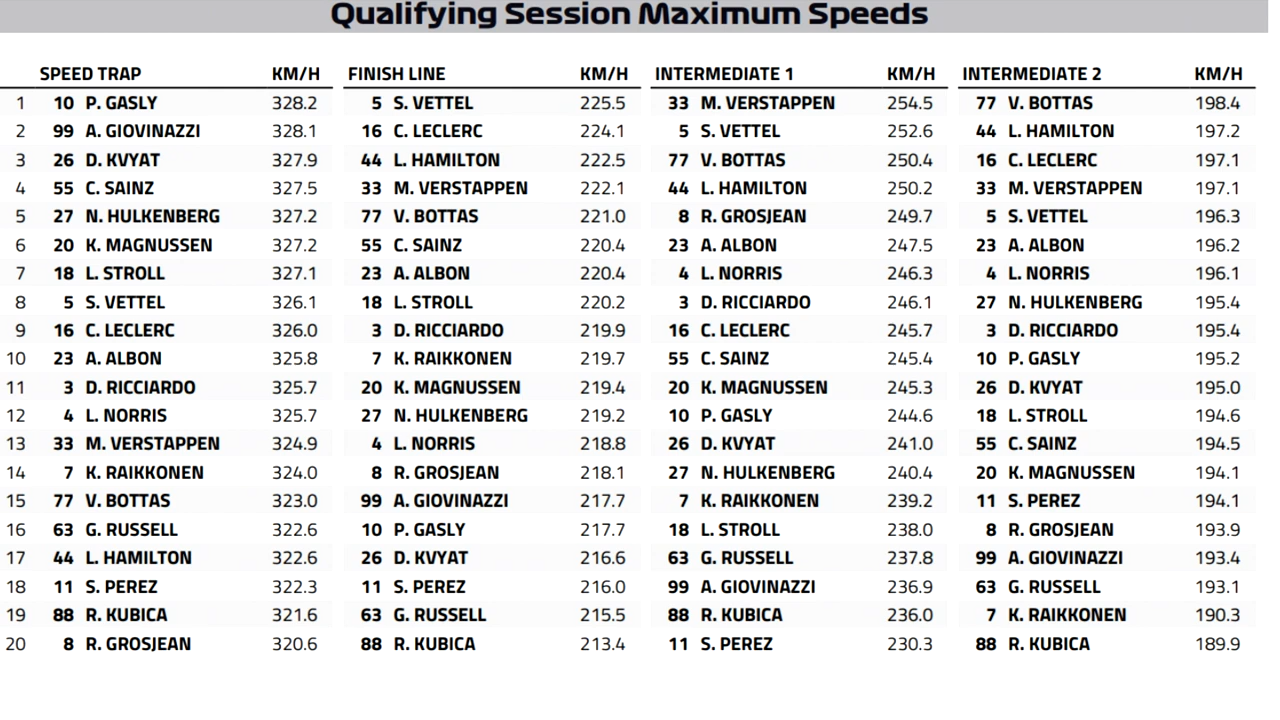 Qualifying Session Maximum Speeds
SPEED TRAP KM/H FINISH LINE KM/H INTERMEDIATE 1 KM/H INTERMEDIATE 2 KM/H
1 10 P. GASLY 328.2 5 S. VETTEL 225.5 33 M. VERSTAPPEN 254.5 77 V. BOTTAS 198.4
2 99 A. GIOVINAZZI 328.1 16 C. LECLERC 224.1 5 S. VETTEL 252.6 44 L. HAMILTON 197.2
3 26 D. KVYAT 327.9 44 L. HAMILTON 222.5 77 V. BOTTAS 250.4 16 C. LECLERC 197.1
4 55 C. SAINZ 327.5 33 M. VERSTAPPEN 222.1 44 L. HAMILTON 250.2 33 M. VERSTAPPEN 197.1
5 27 N. HULKENBERG 327.2 77 V. BOTTAS 221.0 8 R. GROSJEAN 249.7 5 S. VETTEL 196.3
6 20 K. MAGNUSSEN 327.2 55 C. SAINZ 220.4 23 A. ALBON 247.5 23 A. ALBON 196.2
7 18 L. STROLL 327.1 23 A. ALBON 220.4 4 L. NORRIS 246.3 4 L. NORRIS 196.1
8 5 S. VETTEL 326.1 18 L. STROLL 220.2 3 D. RICCIARDO 246.1 27 N. HULKENBERG 195.4
9 16 C. LECLERC 326.0 3 D. RICCIARDO 219.9 16 C. LECLERC 245.7 3 D. RICCIARDO 195.4
10 23 A. ALBON 325.8 7 K. RAIKKONEN 219.7 55 C. SAINZ 245.4 10 P. GASLY 195.2
11 3 D. RICCIARDO 325.7 20 K. MAGNUSSEN 219.4 20 K. MAGNUSSEN 245.3 26 D. KVYAT 195.0
12 4 L. NORRIS 325.7 27 N. HULKENBERG 219.2 10 P. GASLY 244.6 18 L. STROLL 194.6
13 33 M. VERSTAPPEN 324.9 4 L. NORRIS 218.8 26 D. KVYAT 241.0 55 C. SAINZ 194.5
14 7 K. RAIKKONEN 324.0 8 R. GROSJEAN 218.1 27 N. HULKENBERG 240.4 20 K. MAGNUSSEN 194.1
15 77 V. BOTTAS 323.0 99 A. GIOVINAZZI 217.7 7 K. RAIKKONEN 239.2 11 S. PEREZ 194.1
16 63 G. RUSSELL 322.6 10 P. GASLY 217.7 18 L. STROLL 238.0 8 R. GROSJEAN 193.9
17 44 L. HAMILTON 322.6 26 D. KVYAT 216.6 63 G. RUSSELL 237.8 99 A. GIOVINAZZI 193.4
18 11 S. PEREZ 322.3 11 S. PEREZ 216.0 99 A. GIOVINAZZI 236.9 63 G. RUSSELL 193.1
19 88 R. KUBICA 321.6 63 G. RUSSELL 215.5 88 R. KUBICA 236.0 7 K. RAIKKONEN 190.3
20 8 R. GROSJEAN 320.6 88 R. KUBICA 213.4 11 S. PEREZ 230.3 88 R. KUBICA 189.9